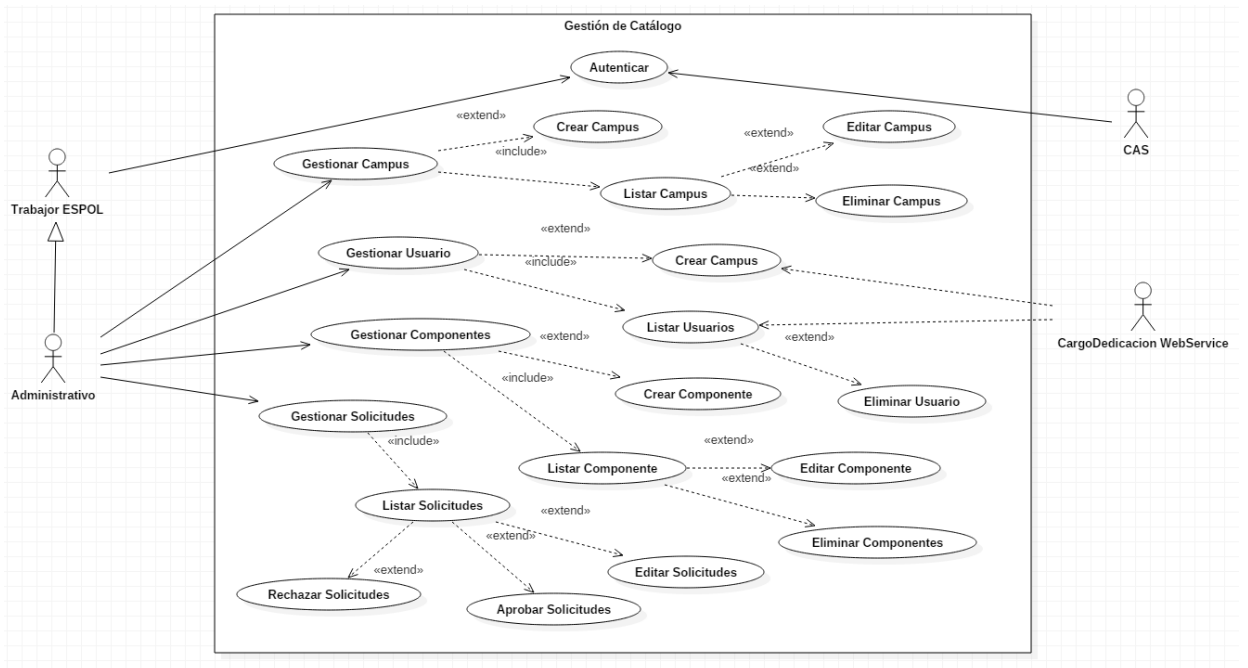 Gestión de Catálogo
Autenticar
«extend»
Crear Campus
«extend»
Editar Campus
CAS
«include»
Gestionar Campus
«extend»
Listar Campus
Eliminar Campus
Trabajor ESPOL
«extend»
Gestionar Usuario
«include»
Crear Campus
Listar Usuarios
Gestionar Componentes
«extend»
«extend»
CargoDedicacion WebService
«include»
Administrativo
Crear Componente
Eliminar Usuario
Gestionar Solicitudes
«include»
«extend»
Listar Componente
Editar Componente
«extend»
Listar Solicitudes
«extend»
«extend»
Eliminar Componentes
«extend»
Editar Solicitudes
Rechazar Solicitudes
Aprobar Solicitudes